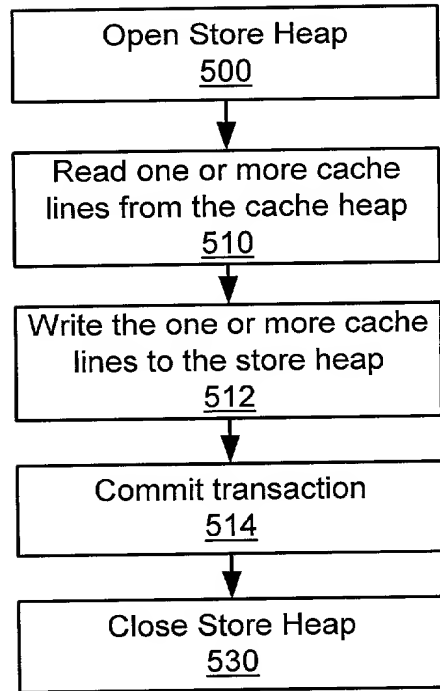 Open Store Heap
500
Read one or more cache
lines from the cache heap
510
Write the one or more cache
lines to the store heap
512
Commit transaction
514
Close Store Heap
530